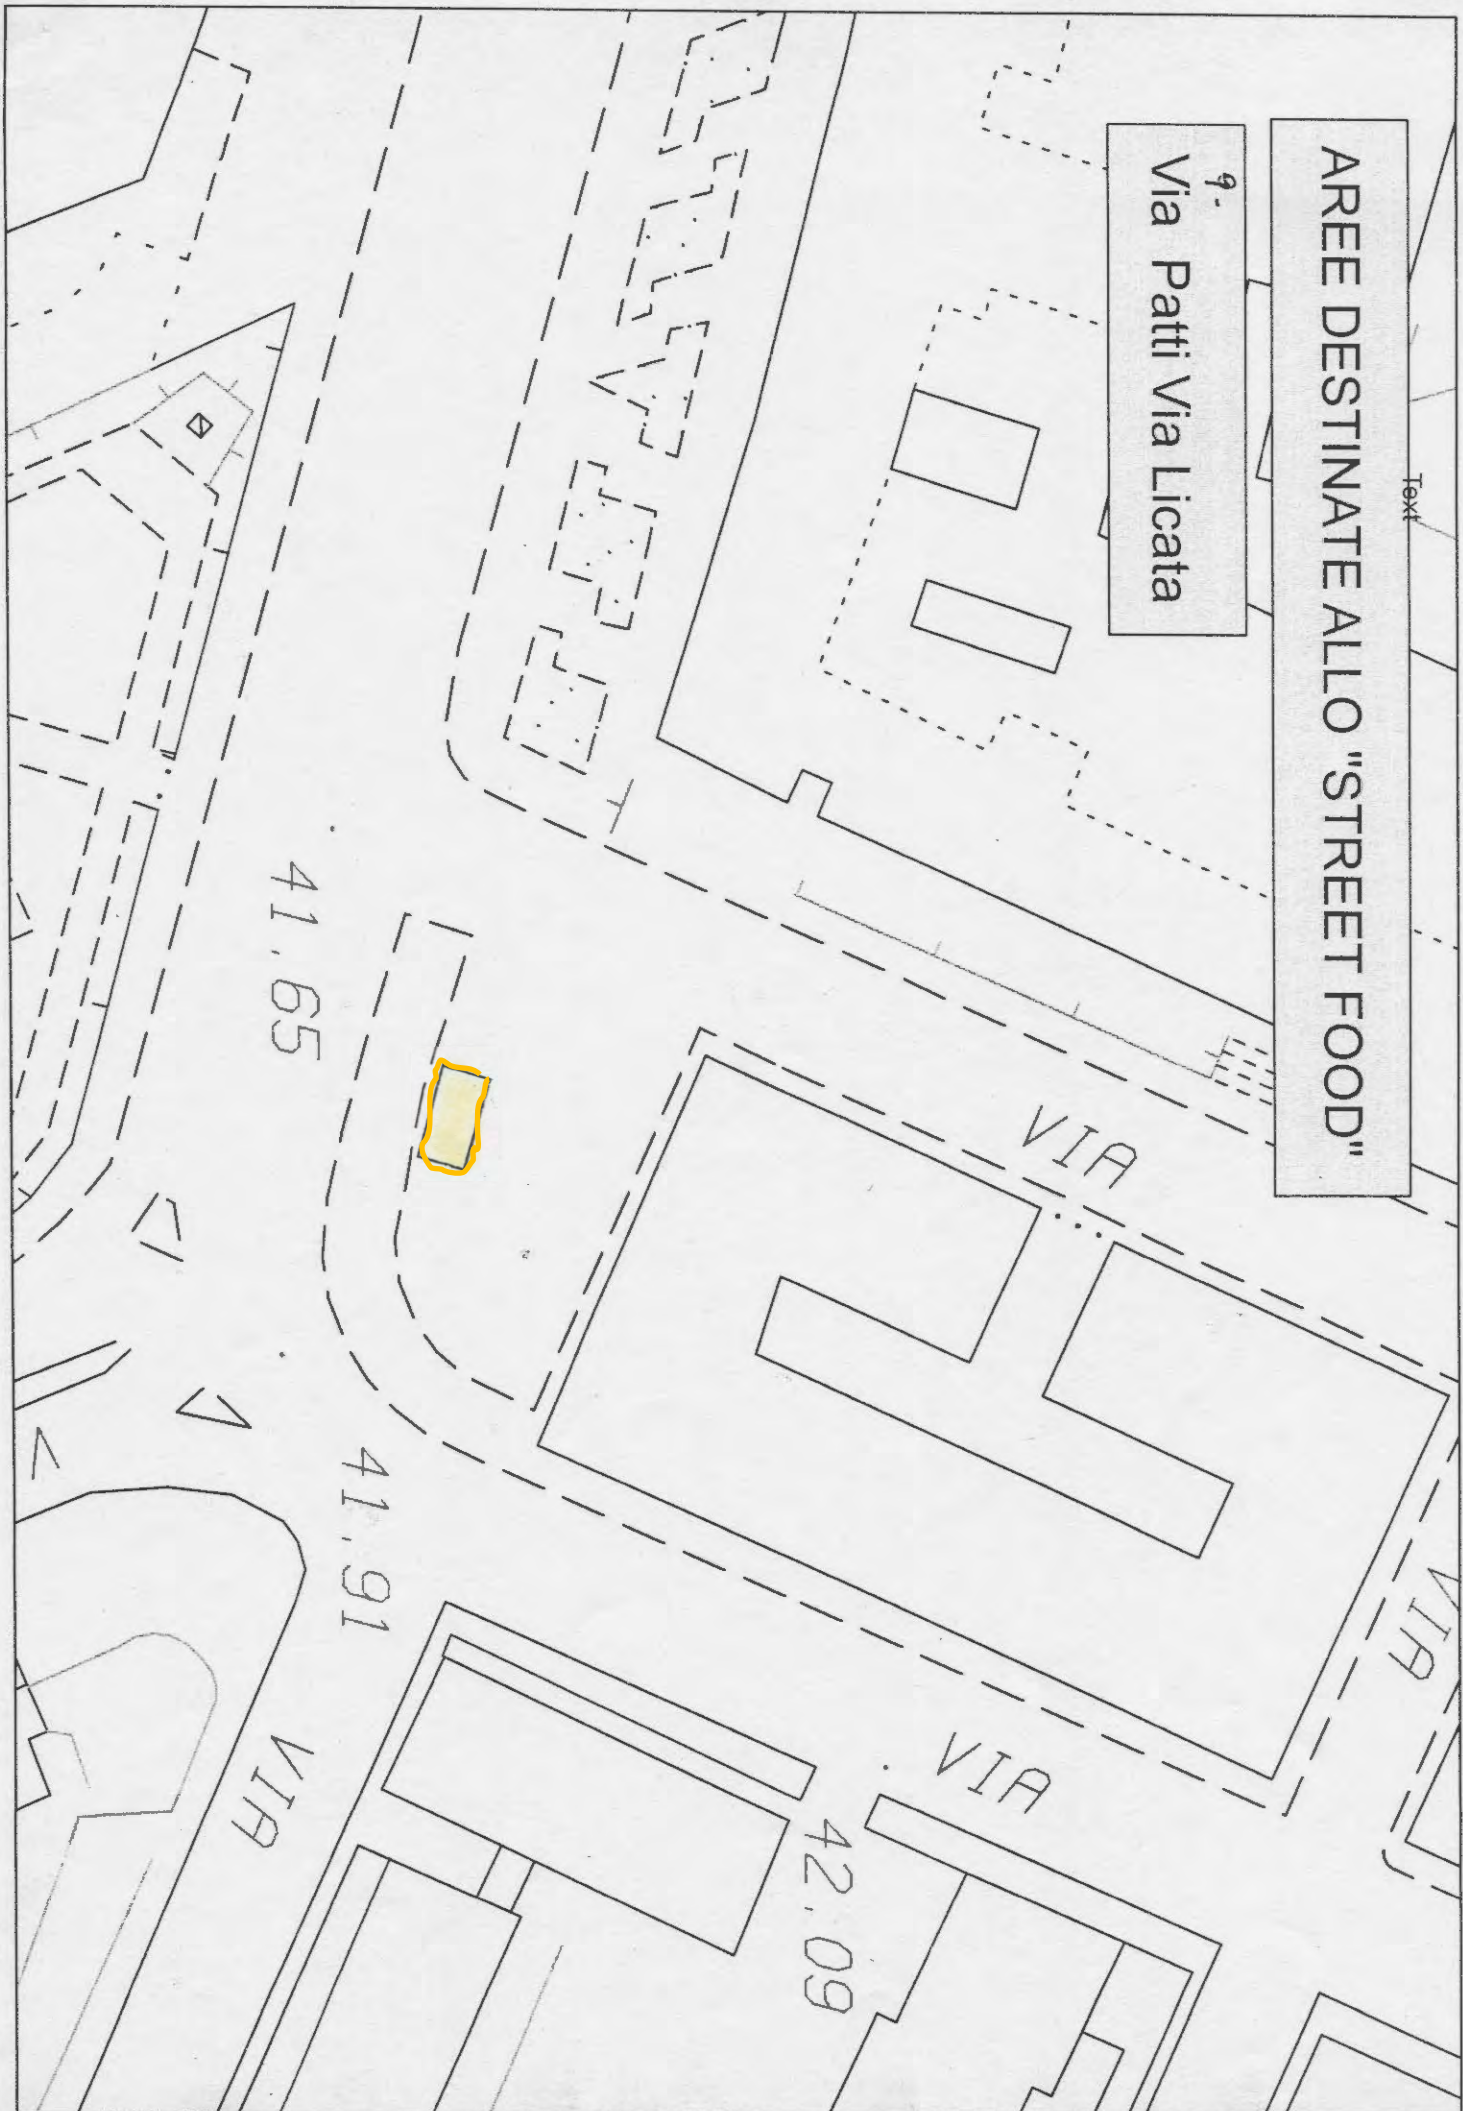 Text
AREE DESTINATE ALLO "STREET FOOD"
9.
Via Patti Via Licata
VIA
VIA
VIA
VIA
41.65
41.91
42.09